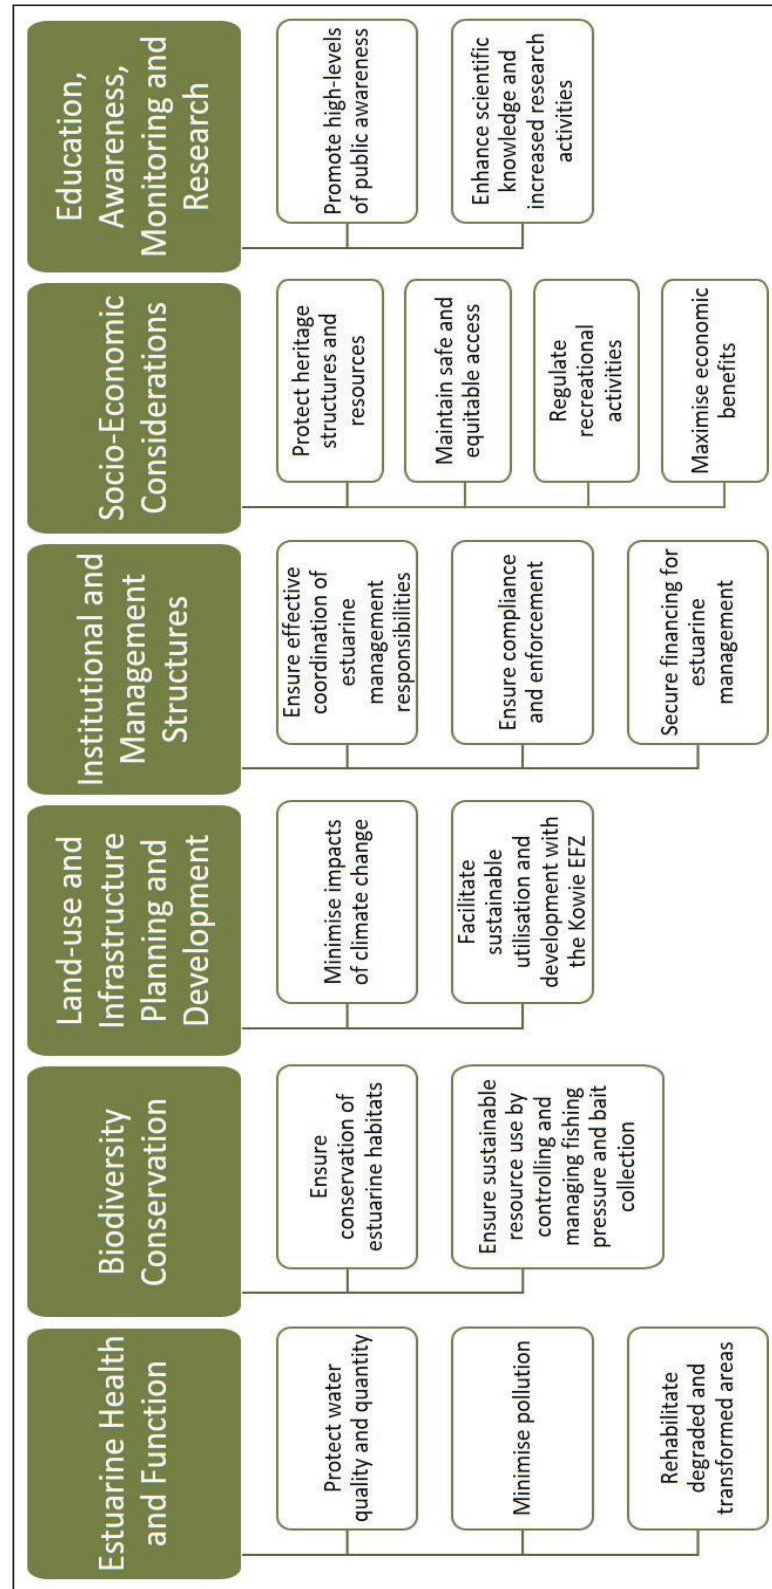 Estuarine Health
and Function
Protect water
quality and quantity
Minimise pollution
Rehabilitate
degraded and
transformed areas
Biodiversity
Conservation
Ensure
conservation of
estuarine habitats
Ensure sustainable
resource use by
controlling and
managing fishing
pressure and bait
collection
Land-use and
Infrastructure
Planning and
Development
Minimise impacts
of climate change
Facilitate
sustainable
utilisation and
development with
the Kowie EFZ
Institutional and
Management
Structures
Ensure effective
coordination of
estuarine
management
responsibilities
Ensure compliance
and enforcement
Secure financing for
estuarine
management
Socio-Economic
Considerations
Protect heritage
structures and
resources
Maintain safe and
equitable access
Regulate
recreational
activities
Maximise economic
benefits
Education,
Awareness,
Monitoring and
Research
Promote high-levels
of public awareness
Enhance scientific
knowledge and
increased research
activities